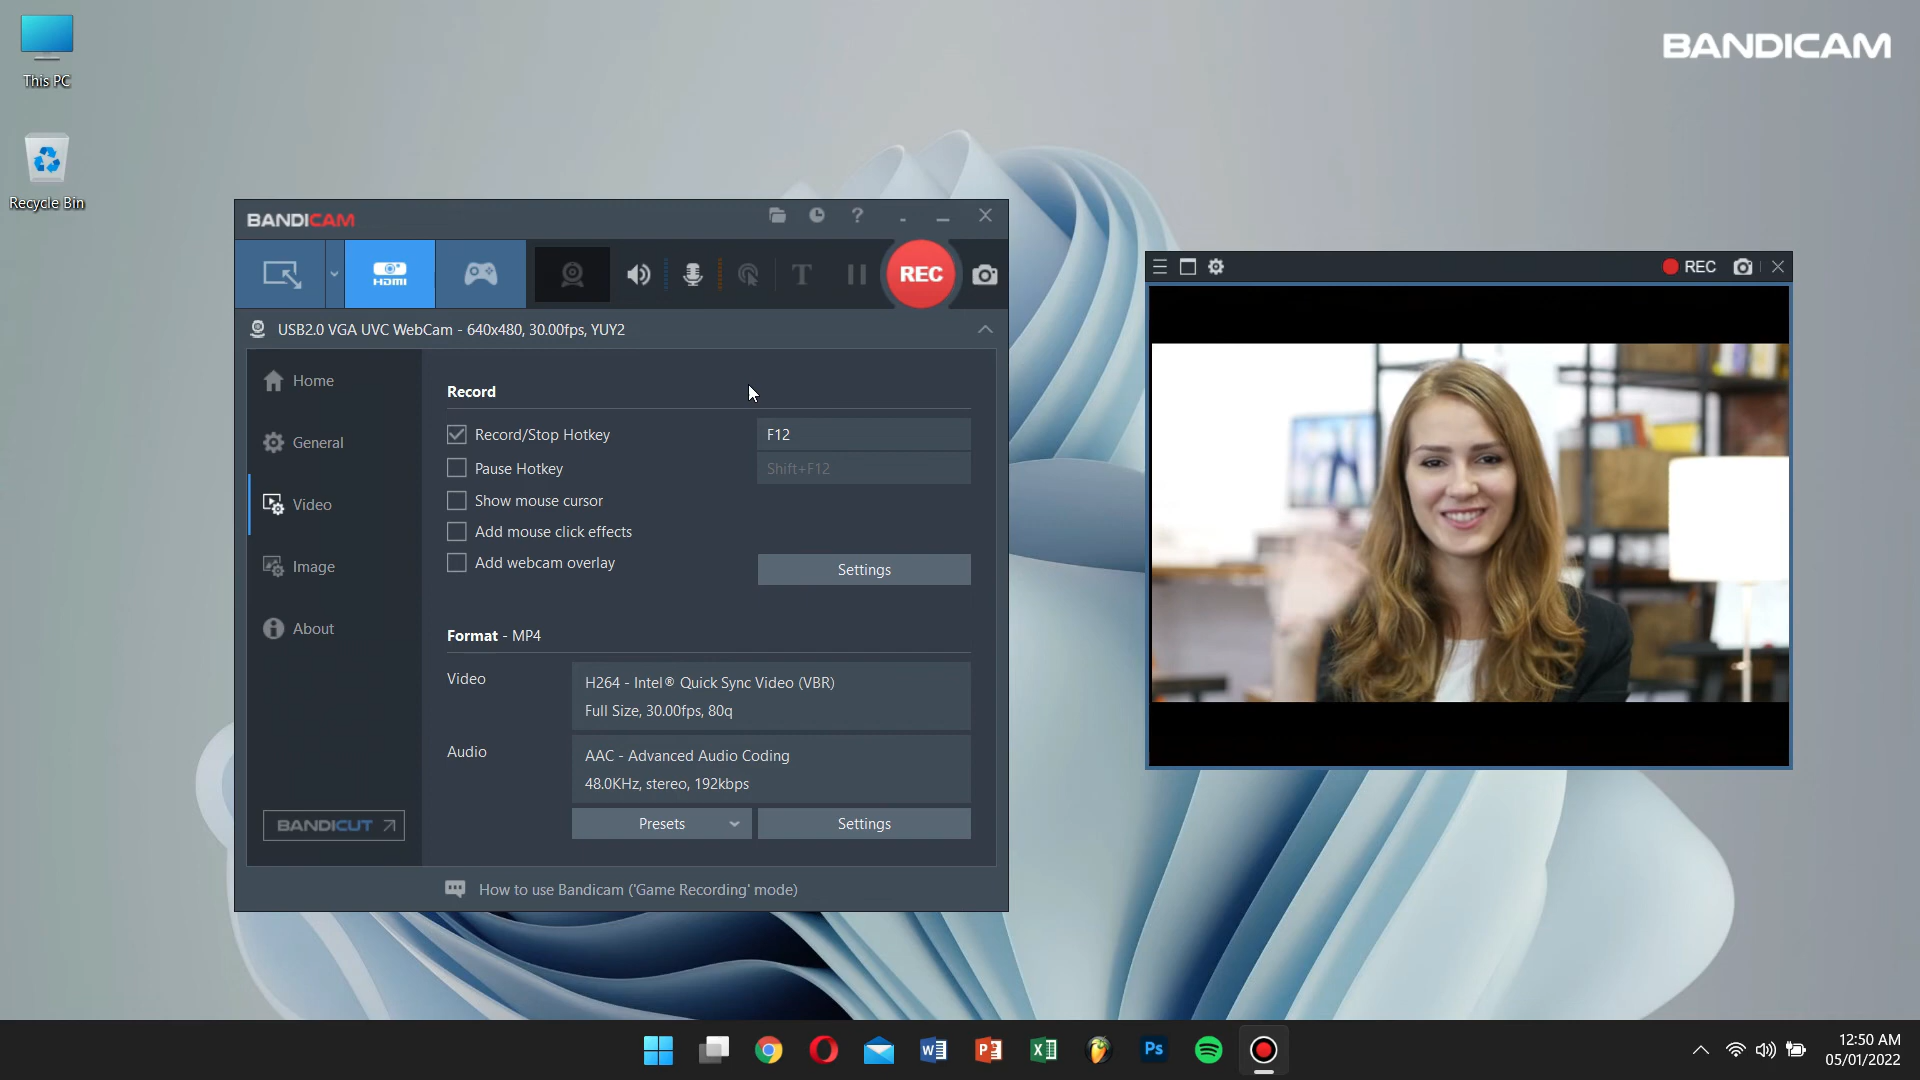 This PC
Recycle Bin
BANDICAM
BANDICAM
?
HDMI
T
REC
USB2.0 VGA UVC WebCam - 640x480, 30.00fps, YUY2
Home
General
Video
Image
About
BANDICUT
Record
Record/Stop Hotkey
F12
Pause Hotkey
Shift+F12
Show mouse cursor
Add mouse click effects
Add webcam overlay
Settings
Format - MP4
Video
H264 - Intel® Quick Sync Video (VBR)
Full Size, 30.00fps, 80q
Audio
AAC - Advanced Audio Coding
48.0KHz, stereo, 192kbps
Presets
Settings
How to use Bandicam ('Game Recording' mode)
REC
W
P
X
Ps
12:50 AM
05/01/2022